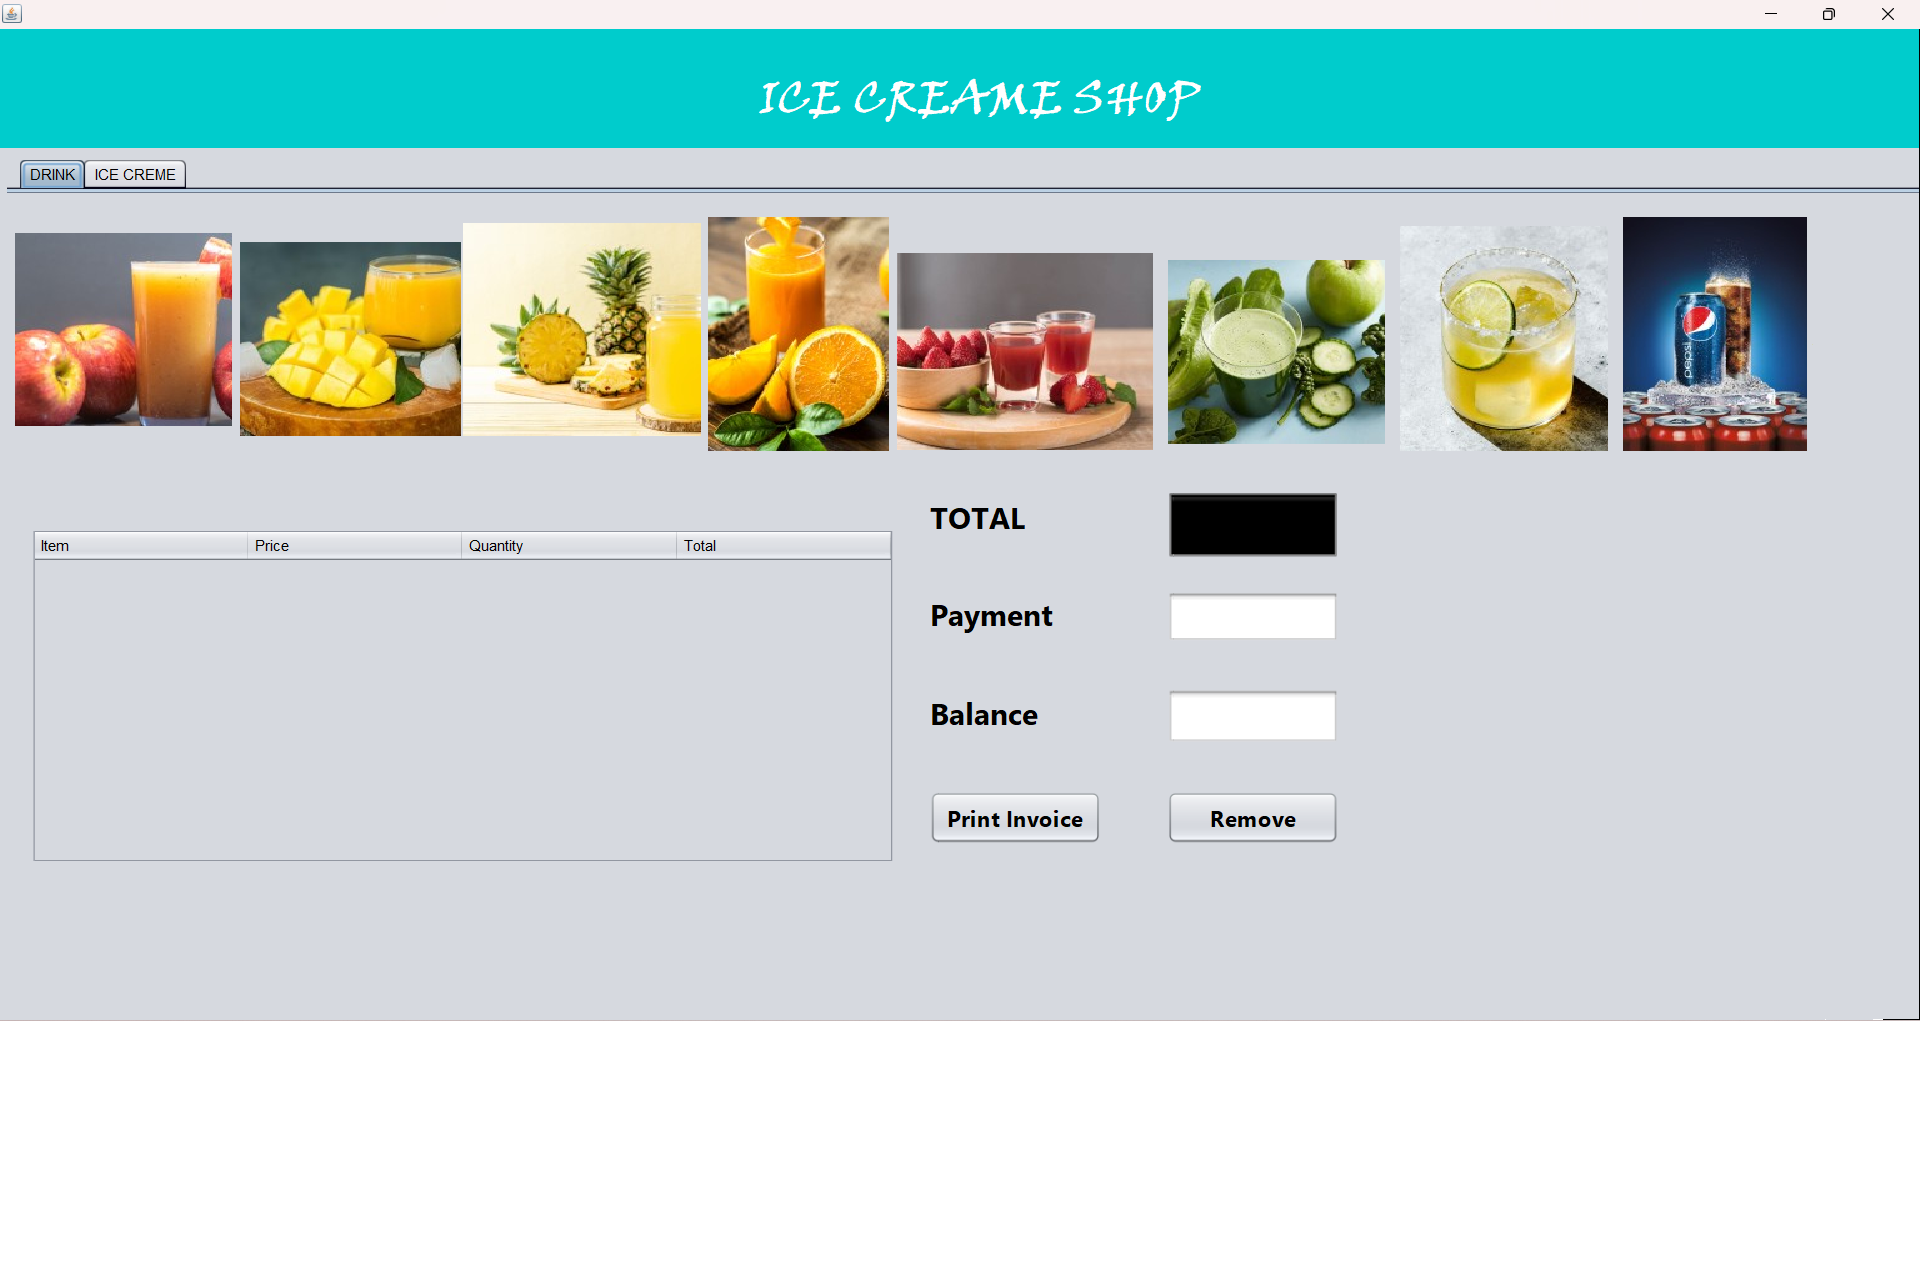 ICE CREAME SHOP
DRINK ICE CREME
pepsi
Item Price Quantity Total
TOTAL
Payment
Balance
Print Invoice Remove